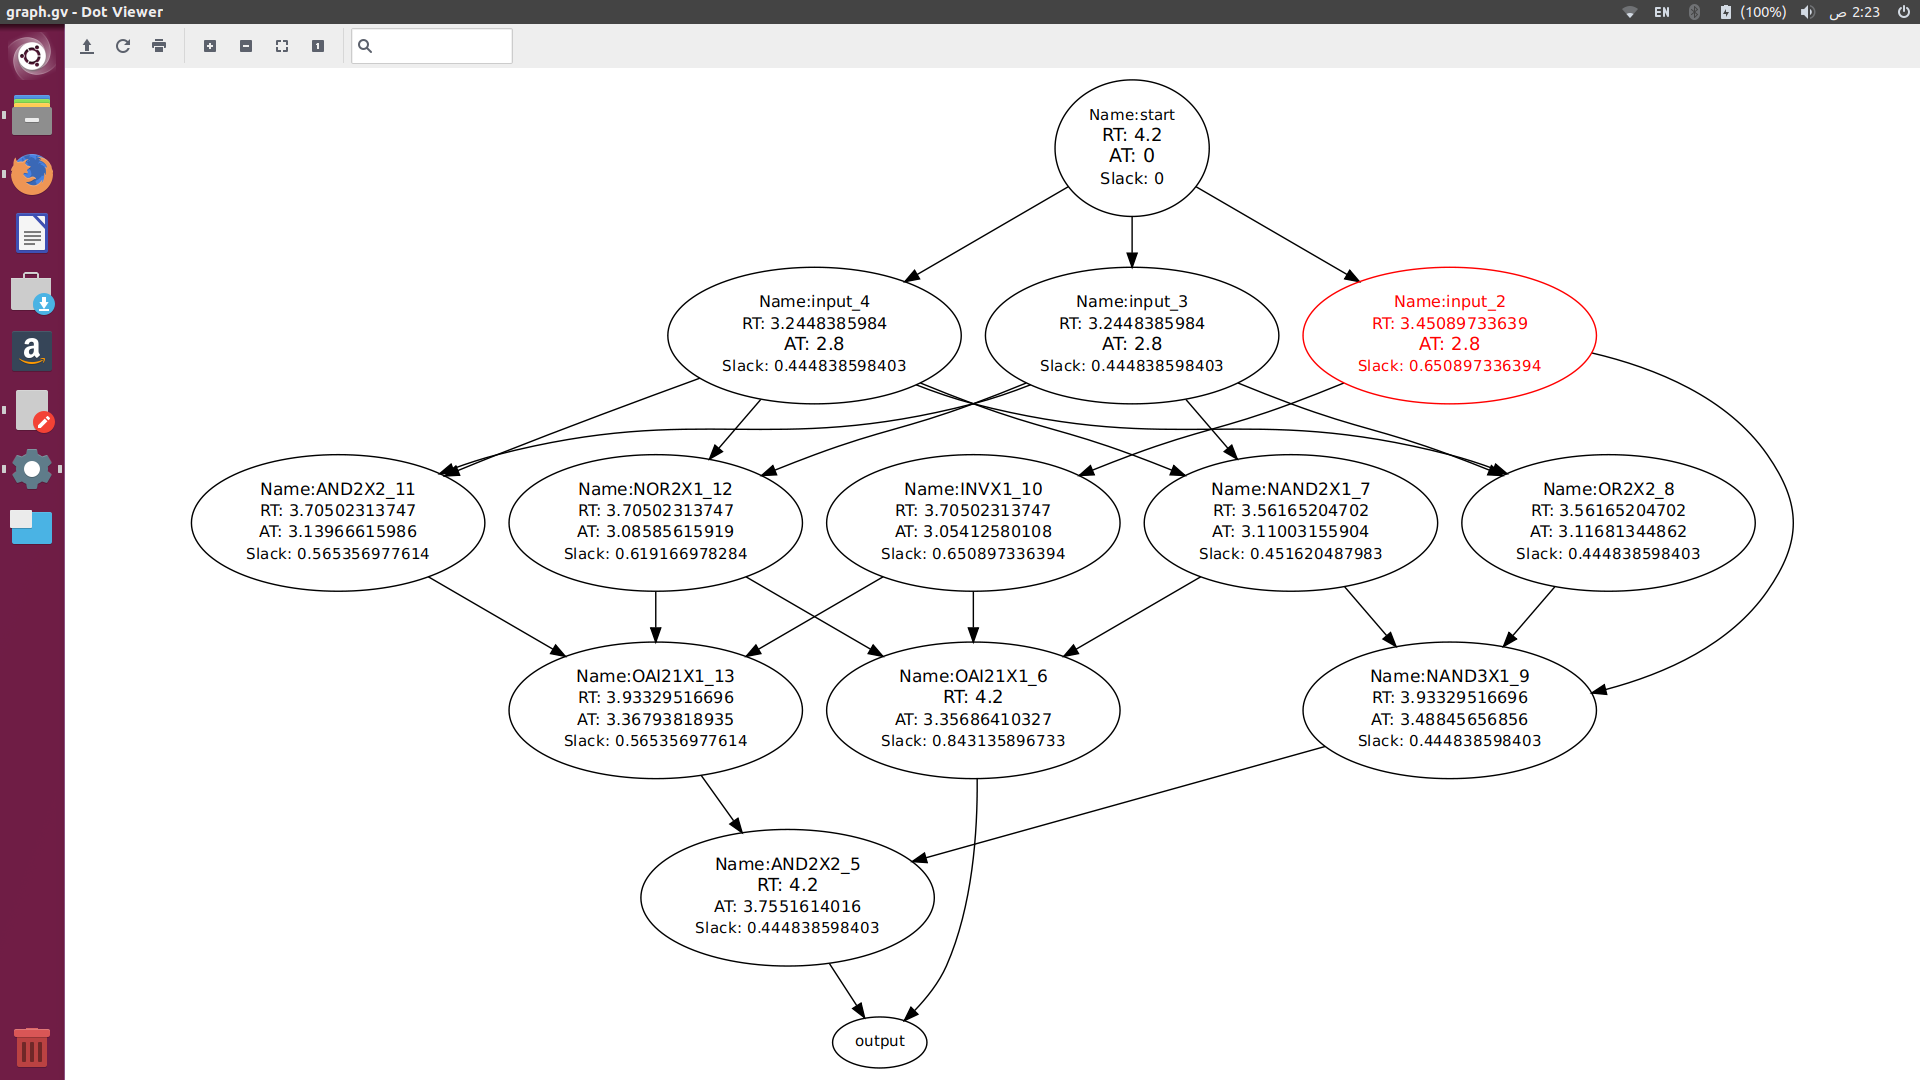 graph.gv - Dot Viewer
EN
(100%)
2:23 ص
Name:start
RT: 4.2
AT: 0
Slack: 0
Name:input_4
RT: 3.2448385984
AT: 2.8
Slack: 0.444838598403
Name:input_3
RT: 3.2448385984
AT: 2.8
Slack: 0.444838598403
Name:input_2
RT: 3.45089733639
AT: 2.8
Slack: 0.650897336394
Name:AND2X2_11
RT: 3.70502313747
AT: 3.13966615986
Slack: 0.565356977614
Name:NOR2X1_12
RT: 3.70502313747
AT: 3.08585615919
Slack: 0.619166978284
Name:INVX1_10
RT: 3.70502313747
AT: 3.05412580108
Slack: 0.650897336394
Name:NAND2X1_7
RT: 3.56165204702
AT: 3.11003155904
Slack: 0.451620487983
Name:OR2X2_8
RT: 3.56165204702
AT: 3.11681344862
Slack: 0.444838598403
Name:OAI21X1_13
RT: 3.93329516696
AT: 3.36793818935
Slack: 0.565356977614
Name:OAI21X1_6
RT: 4.2
AT: 3.35686410327
Slack: 0.843135896733
Name:NAND3X1_9
RT: 3.93329516696
AT: 3.48845656856
Slack: 0.444838598403
Name:AND2X2_5
RT: 4.2
AT: 3.7551614016
Slack: 0.444838598403
output